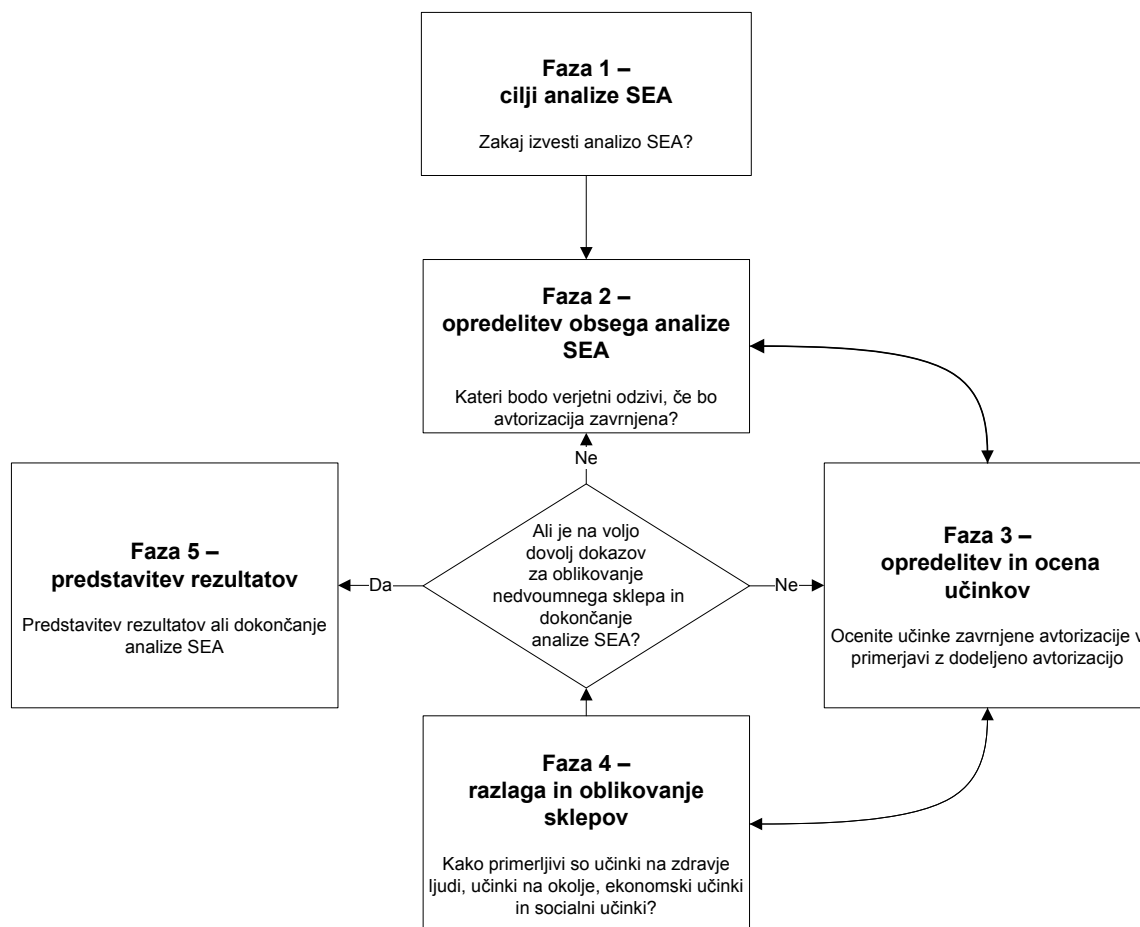 Faza 1 –
cilji analize SEA
Zakaj izvesti analizo SEA?
Faza 2 –
opredelitev obsega analize
SEA
Kateri bodo verjetni odzivi, če bo
avtorizacija zavrnjena?
Ne
Faza 5 –
predstavitev rezultatov
Predstavitev rezultatov ali dokončanje
analize SEA
Da
Ali je na voljo
dovolj dokazov
za oblikovanje
nedvoumnega sklepa in
dokončanje
analize SEA?
Ne
Faza 3 –
opredelitev in ocena
učinkov
Ocenite učinke zavrnjene avtorizacije v
primerjavi z dodeljeno avtorizacijo
Faza 4 –
razlaga in oblikovanje
sklepov
Kako primerljivi so učinki na zdravje
ljudi, učinki na okolje, ekonomski učinki
in socialni učinki?